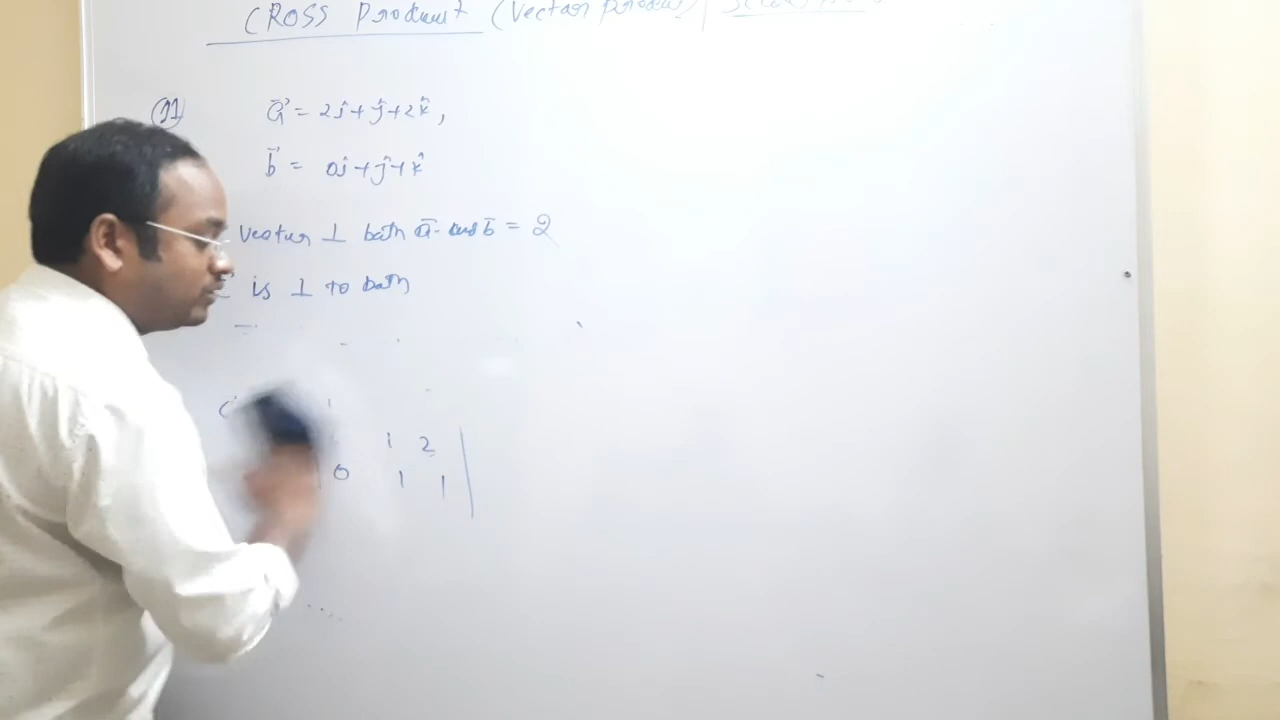 CROSS Product (Vector Product)
Q1
a⃗ = 2î + ĵ + 2k̂,
b⃗ = 0î + ĵ + k̂
vector ⊥ both a⃗ and b⃗ = 2
is ⊥ to both
1 2
0 1 1